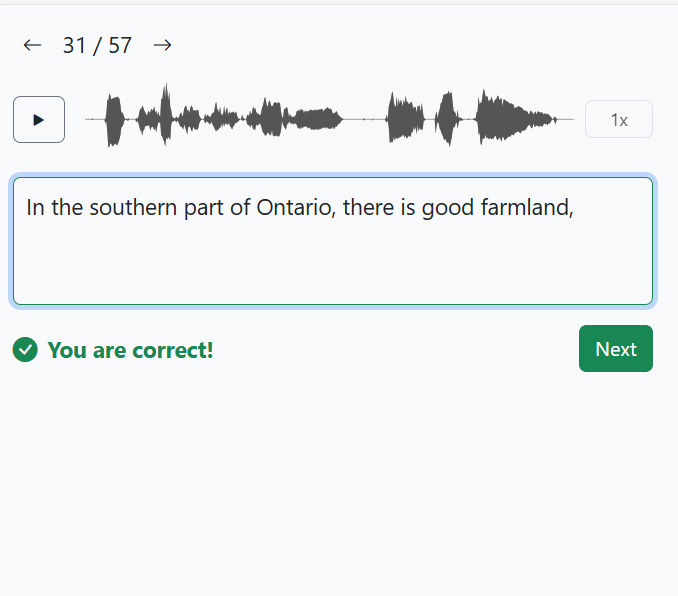 31 / 57
1x
In the southern part of Ontario, there is good farmland,
You are correct!
Next